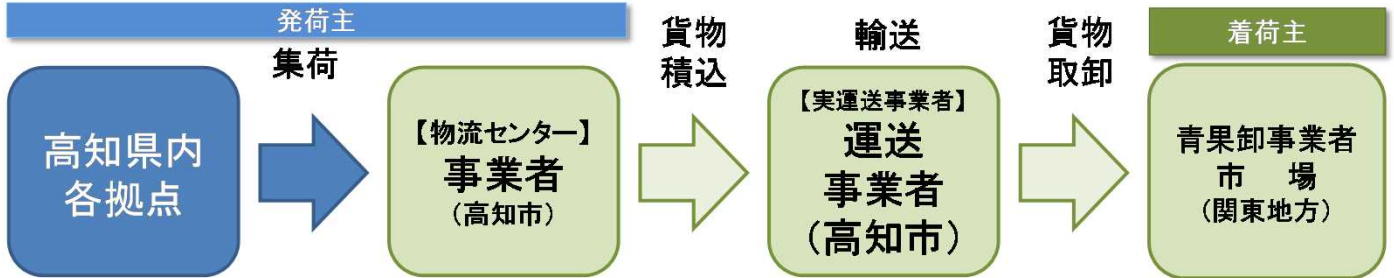 発荷主
集荷
貨物
積込
輸送
貨物
取卸
着荷主
高知県内
各拠点
【物流センター】
事業者
(高知市)
【実運送事業者】
運送
事業者
(高知市)
青果卸事業者
市　場
(関東地方)